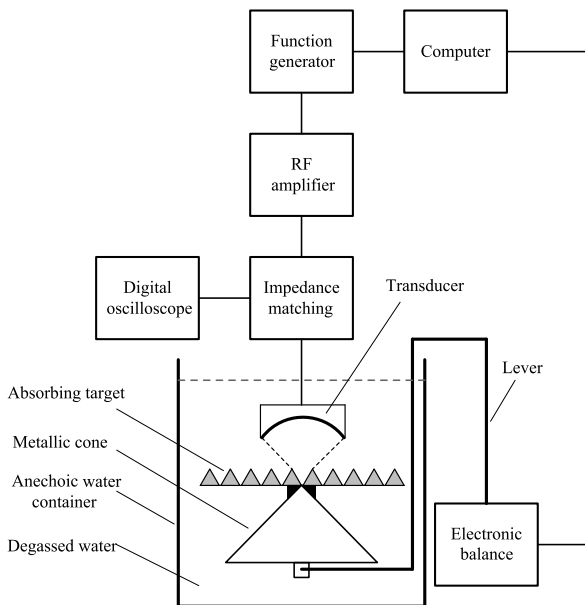 Function
generator
Computer
RF
amplifier
Digital
oscilloscope
Impedance
matching
Transducer
Lever
Absorbing target
Metallic cone
Anechoic water
container
Degassed water
Electronic
balance